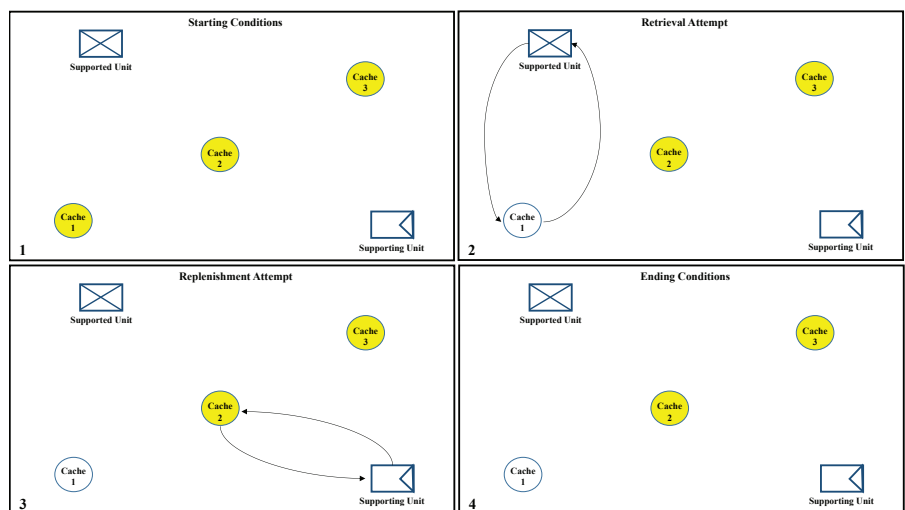 Starting Conditions
Supported Unit
Cache
3
Cache
2
Cache
1
Supporting Unit
1
Retrieval Attempt
Supported Unit
Cache
3
Cache
2
Cache
1
Supporting Unit
2
Replenishment Attempt
Supported Unit
Cache
3
Cache
2
Cache
1
Supporting Unit
3
Ending Conditions
Supported Unit
Cache
3
Cache
2
Cache
1
Supporting Unit
4